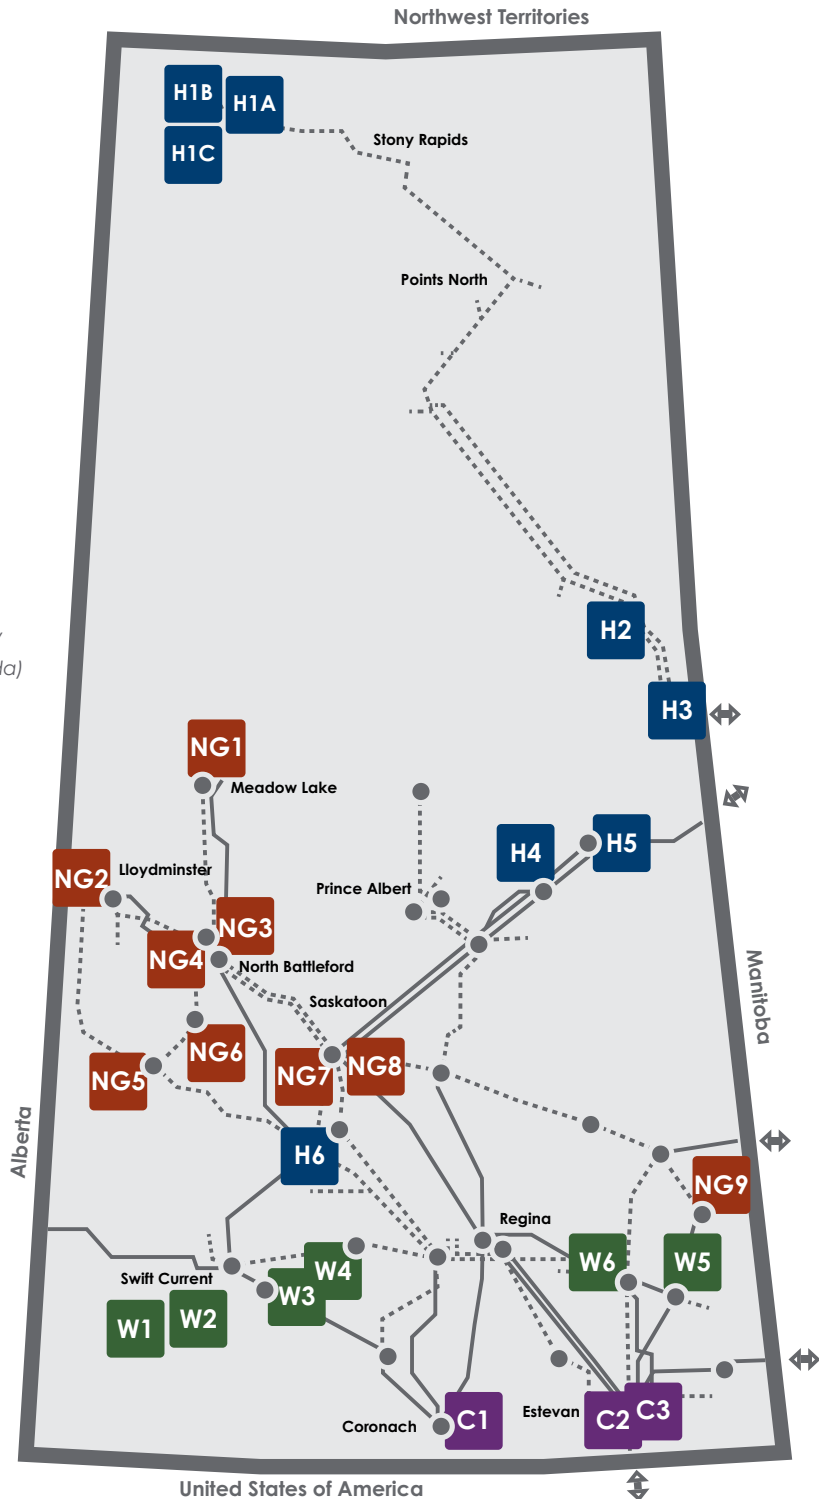 Northwest Territories
H1B
H1A
H1C
Stony Rapids
Points North
H2
da)
H3
NG1
Meadow Lake
H5
H4
Lloydminster
NG2
Prince Albert
NG3
NG4
North Battleford
Manitoba
Saskatoon
NG6
NG8
NG7
NG5
Alberta
H6
NG9
Regina
W6
W5
W4
Swift Current
W3
W2
W1
Coronach
C1
Estevan
C2
C3
United States of America